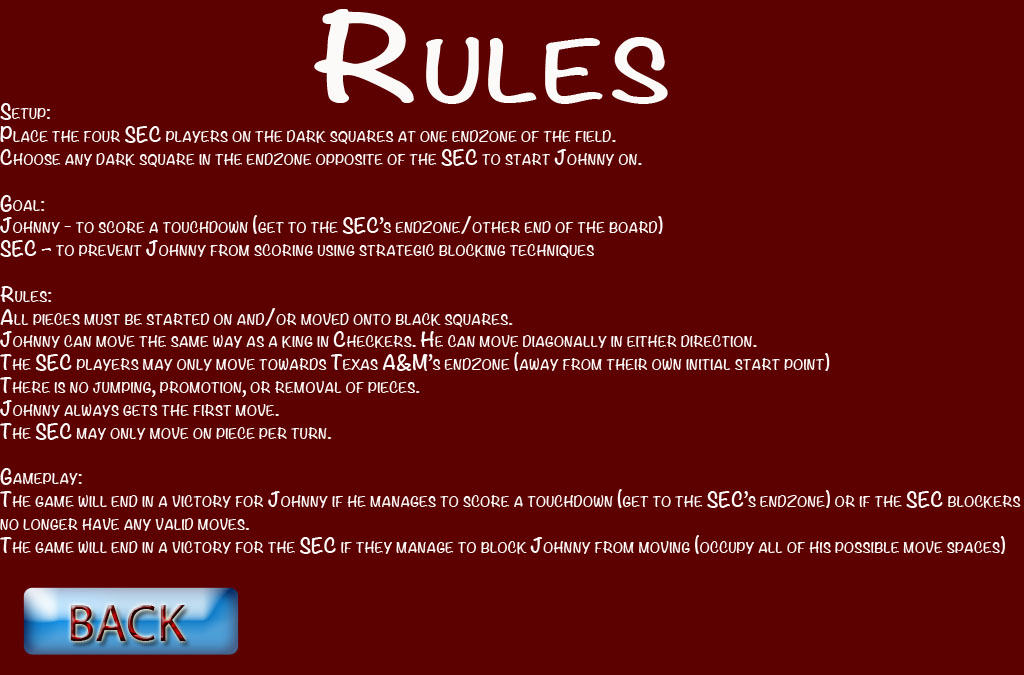 Rules
Setup:
Place the four SEC players on the dark squares at one endzone of the field.
Choose any dark square in the endzone opposite of the SEC to start Johnny on.
Goal:
Johnny - to score a touchdown (get to the SEC's endzone/other end of the board)
SEC – to prevent Johnny from scoring using strategic blocking techniques
Rules:
All pieces must be started on and/or moved onto black squares.
Johnny can move the same way as a king in Checkers. He can move diagonally in either direction.
The SEC players may only move towards Texas A&M's endzone (away from their own initial start point)
There is no jumping, promotion, or removal of pieces.
Johnny always gets the first move.
The SEC may only move on piece per turn.
Gameplay:
The game will end in a victory for Johnny if he manages to score a touchdown (get to the SEC's endzone) or if the SEC blockers
no longer have any valid moves.
The game will end in a victory for the SEC if they manage to block Johnny from moving (occupy all of his possible move spaces)
BACK